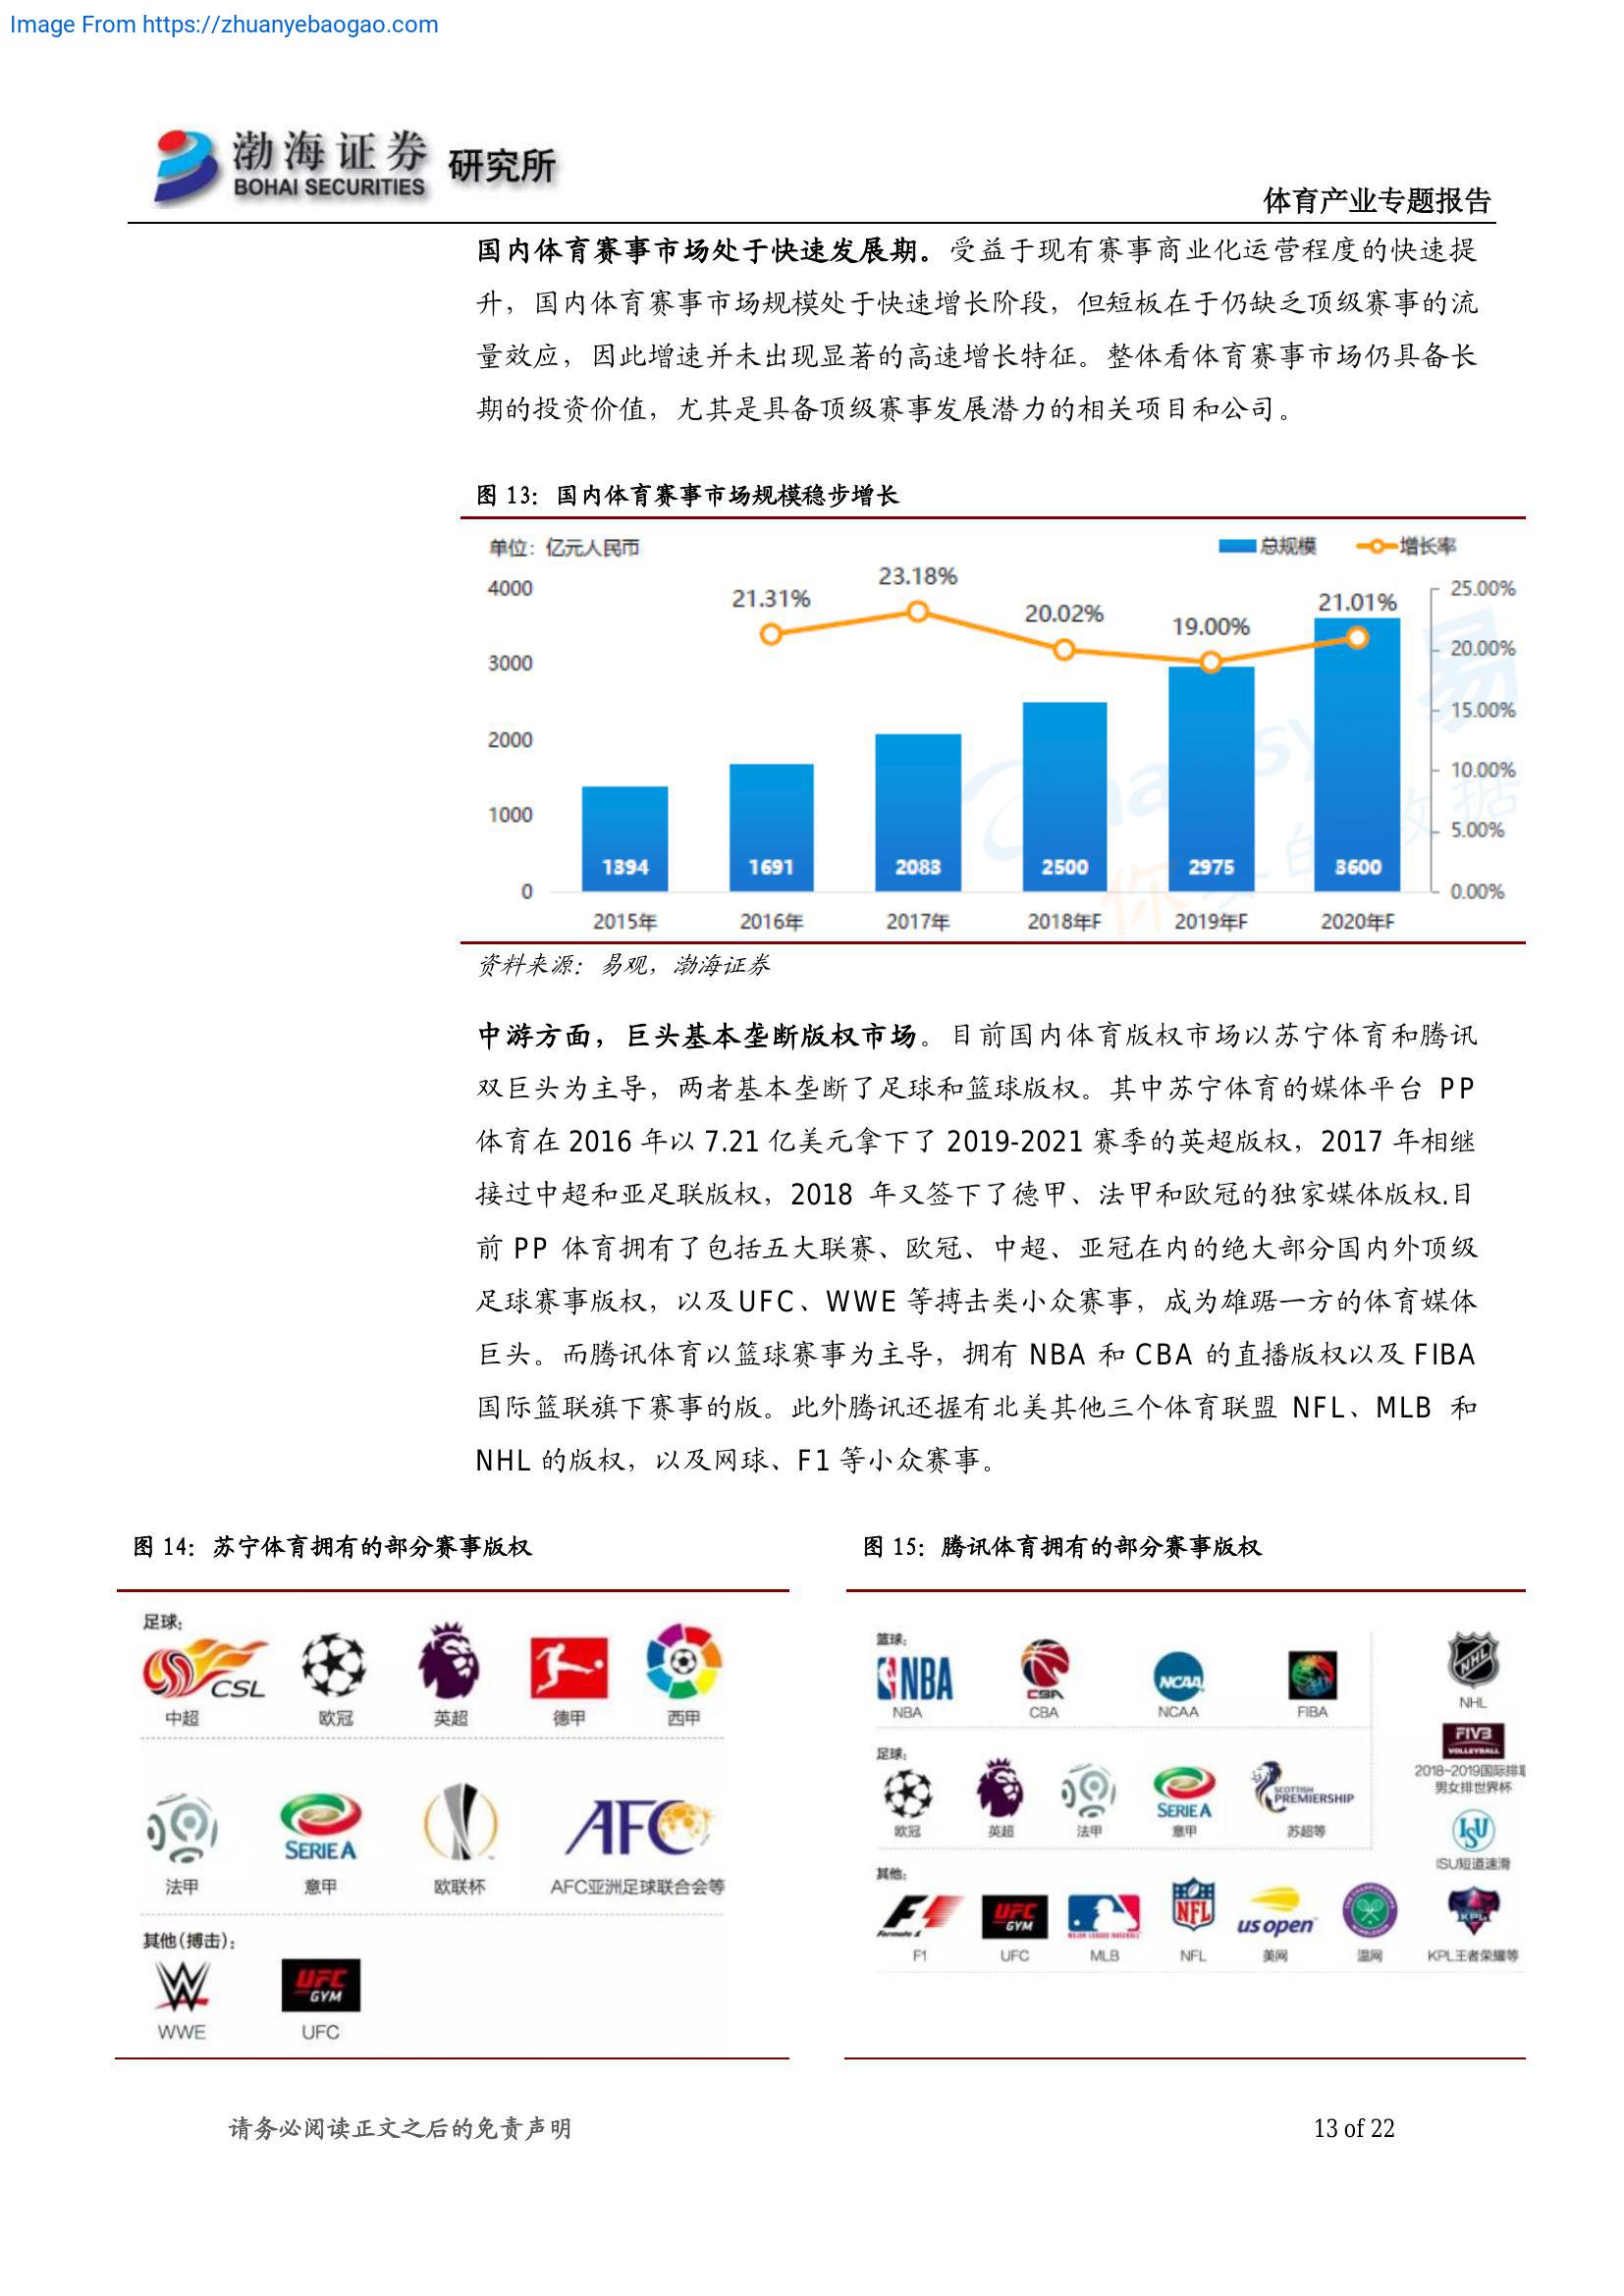 Image From https://zhuanyebaogao.com
渤海证券
BOHAI SECURITIES
研究所
体育产业专题报告
国内体育赛事市场处于快速发展期。受益于现有赛事商业化运营程度的快速提
升，国内体育赛事市场规模处于快速增长阶段，但短板在于仍缺乏顶级赛事的流
量效应，因此增速并未出现显著的高速增长特征。整体看体育赛事市场仍具备长
期的投资价值，尤其是具备顶级赛事发展潜力的相关项目和公司。
图 13：国内体育赛事市场规模稳步增长
单位：亿元人民币
总规模 增长率
4000 21.31% 23.18% 20.02% 19.00% 21.01% 25.00%
3000 20.00%
15.00%
2000
10.00%
1000
5.00%
1394 1691 2083 2500 2975 3600
0 0.00%
2015年 2016年 2017年 2018年F 2019年F 2020年F
资料来源：易观，渤海证券
中游方面，巨头基本垄断版权市场。目前国内体育版权市场以苏宁体育和腾讯
双巨头为主导，两者基本垄断了足球和篮球版权。其中苏宁体育的媒体平台 PP
体育在 2016 年以 7.21 亿美元拿下了 2019-2021 赛季的英超版权，2017 年相继
接过中超和亚足联版权，2018 年又签下了德甲、法甲和欧冠的独家媒体版权.目
前 PP 体育拥有了包括五大联赛、欧冠、中超、亚冠在内的绝大部分国内外顶级
足球赛事版权，以及 UFC、WWE 等搏击类小众赛事，成为雄踞一方的体育媒体
巨头。而腾讯体育以篮球赛事为主导，拥有 NBA 和 CBA 的直播版权以及 FIBA
国际篮联旗下赛事的版。此外腾讯还握有北美其他三个体育联盟 NFL、MLB 和
NHL 的版权，以及网球、F1 等小众赛事。
图 14：苏宁体育拥有的部分赛事版权
足球：
CSL
中超 欧冠 英超 德甲 西甲
SERIE A AFC
法甲 意甲 欧联杯 AFC亚洲足球联合会等
其他（搏击）：
UFC GYM
WWE UFC
图 15：腾讯体育拥有的部分赛事版权
篮球：
NBA CBA NCAA
NBA CBA NCAA FIBA
足球：
SERIE A SCOTTISH PREMIERSHIP
欧冠 英超 法甲 意甲 苏超等
其他：
F1 UFC GYM MAJOR LEAGUE BASEBALL NFL us open
F1 UFC MLB NFL 美网 温网
NHL
NHL
FIVB
VOLLEYBALL
2018~2019国际排
男女排世界杯
ISU
ISU短道速滑
KPL
KPL王者荣耀等
请务必阅读正文之后的免责声明
13 of 22